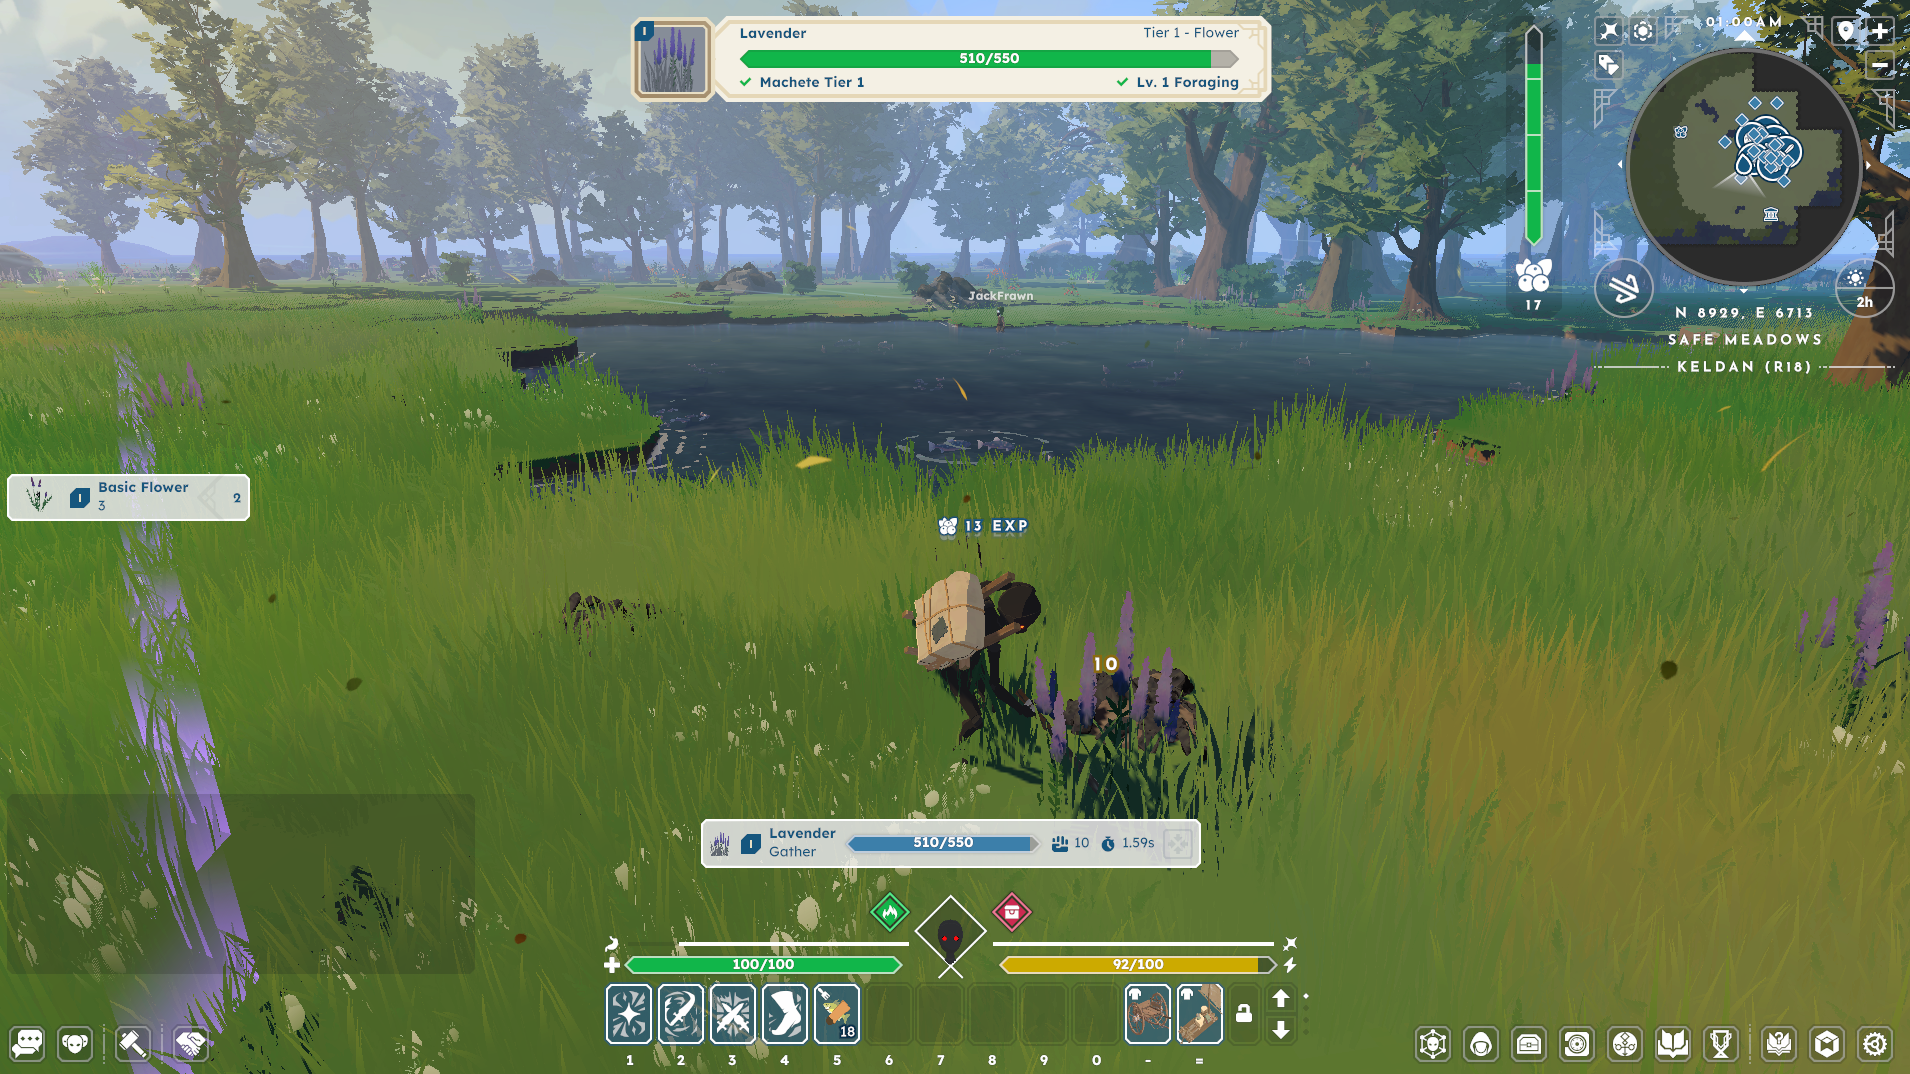 I
Lavender
Tier 1 - Flower
510/550
Machete Tier 1
Lv. 1 Foraging
01:00AM
17
2h
N 8929, E 6713
SAFE MEADOWS
KELDAN (R18)
JackFrawn
I
Basic Flower
3
2
13 EXP
10
I
Lavender
Gather
510/550
10
1.59s
100/100
92/100
18
1
2
3
4
5
6
7
8
9
0
-
=